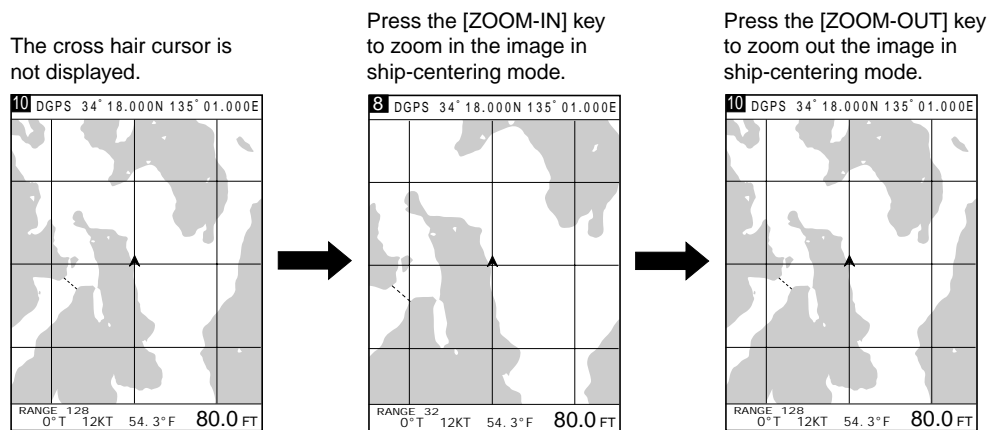 The cross hair cursor is
not displayed.
10 DGPS 34° 18.000N 135° 01.000E
RANGE 128
0°T 12KT 54.3°F 80.0 FT
Press the [ZOOM-IN] key
to zoom in the image in
ship-centering mode.
8 DGPS 34° 18.000N 135° 01.000E
RANGE 32
0°T 12KT 54.3°F 80.0 FT
Press the [ZOOM-OUT] key
to zoom out the image in
ship-centering mode.
10 DGPS 34° 18.000N 135° 01.000E
RANGE 128
0°T 12KT 54.3°F 80.0 FT